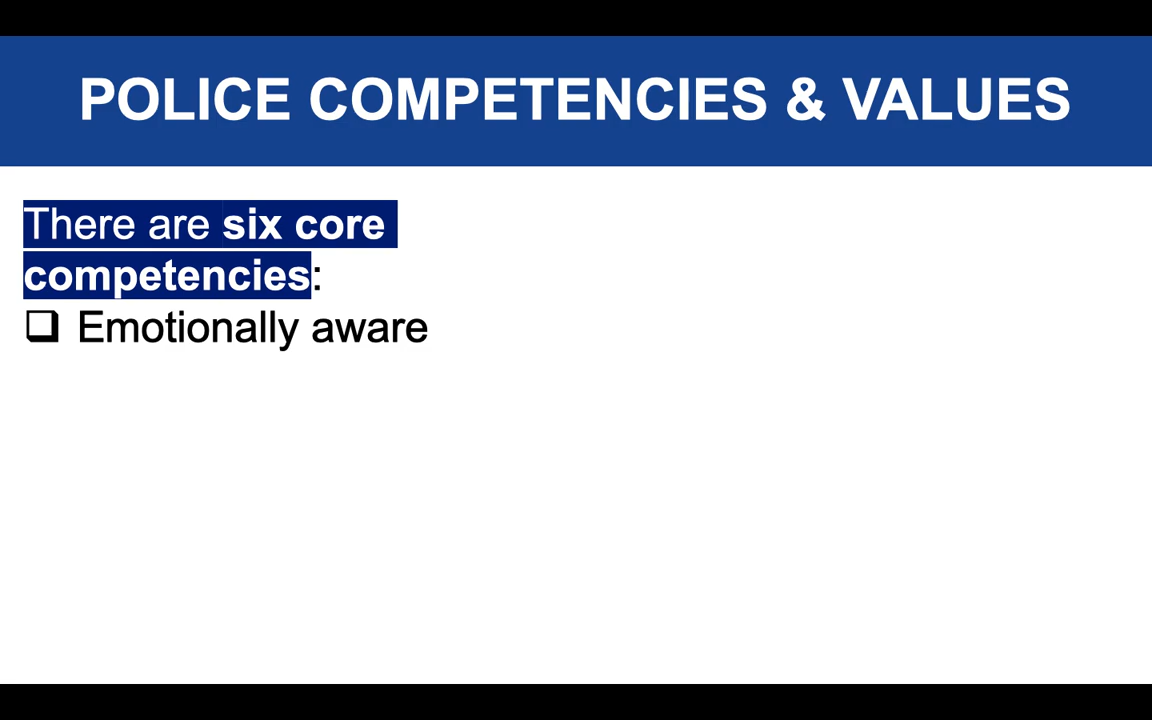 POLICE COMPETENCIES & VALUES
There are six core
competencies:
❑ Emotionally aware